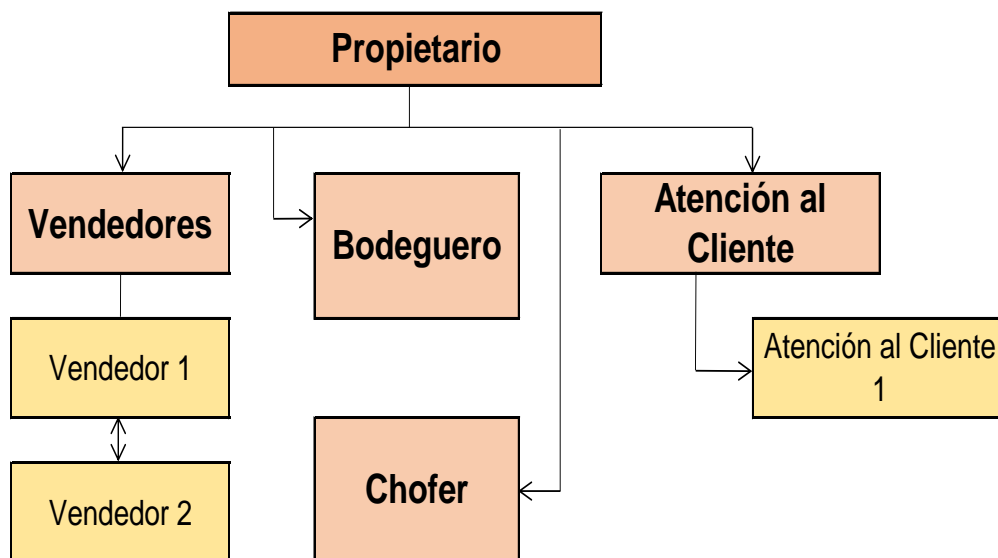 Propietario
Vendedores
Bodeguero
Atención al
Cliente
Vendedor 1
Atención al Cliente
1
Chofer
Vendedor 2